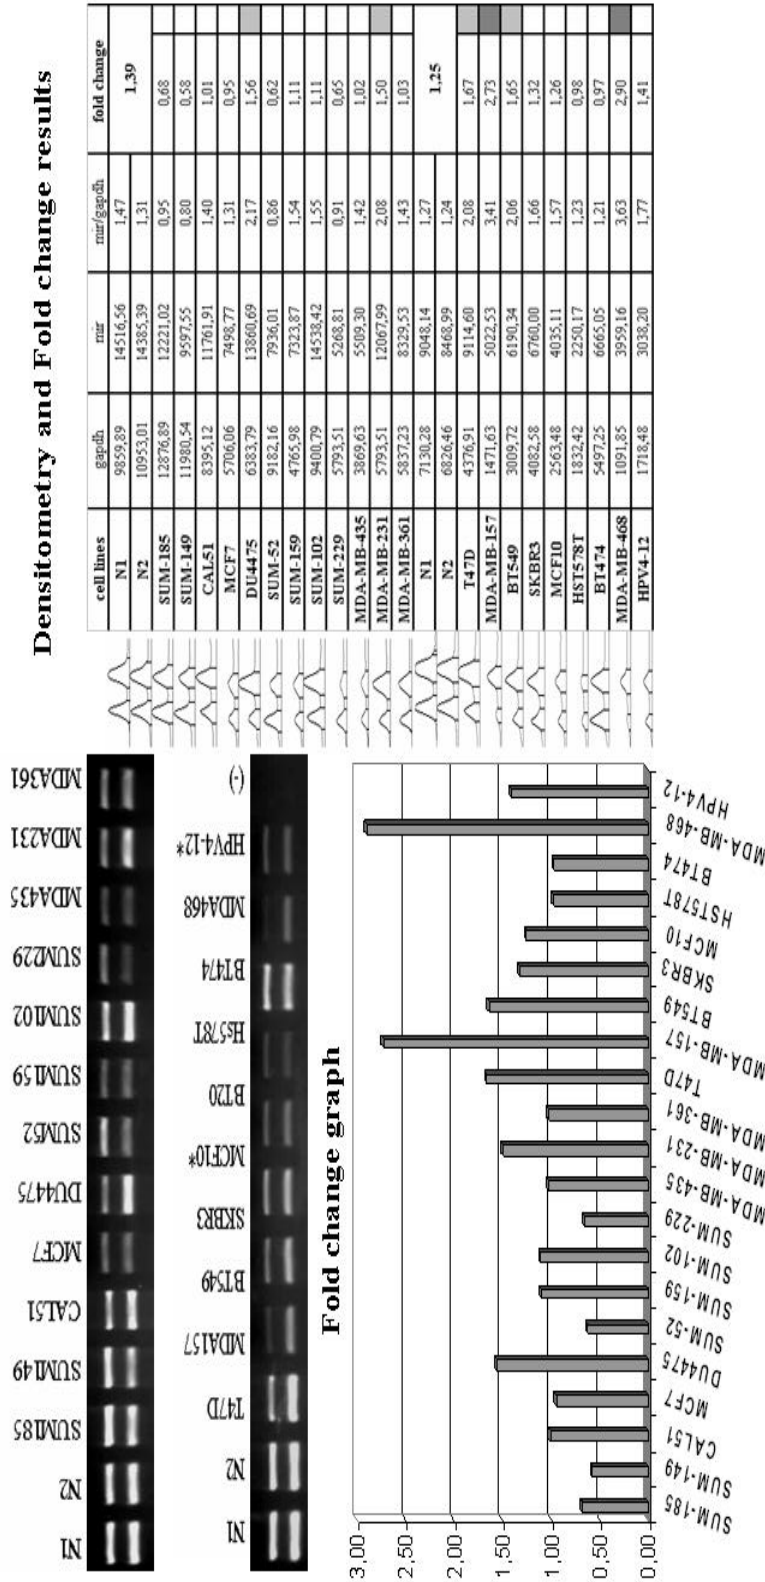 N1 N2 SUM185 SUM149 CAL51 MCF7 DU4475 SUM52 SUM159 SUM102 SUM229 MDA435 MDA231 MDA361
N1 N2 T47D MDA157 BT549 SKBR3 MCF10* BT20 Hs578T BT474 MDA468 HPV4-12* (-)
Fold change graph
3,00
2,50
2,00
1,50
1,00
0,50
0,00
SUM-185 SUM-149 CAL51 MCF7 DU4475 SUM-52 SUM-159 SUM-102 SUM-229 MDA-MB-435 MDA-MB-231 MDA-MB-361 T47D MDA-MB-157 BT549 SKBR3 MCF10 HST578T BT474 MDA-MB-468 HPV4-12
Densitometry and Fold change results
cell lines gapdh mir mir/gapdh fold change
N1 9859,89 14516,56 1,47 1,39
N2 10953,01 14385,39 1,31
SUM-185 12876,89 12221,02 0,95 0,68
SUM-149 11980,54 9597,55 0,80 0,58
CAL51 8395,12 11761,91 1,40 1,01
MCF7 5706,06 7498,77 1,31 0,95
DU4475 6383,79 13860,69 2,17 1,56
SUM-52 9182,16 7936,01 0,86 0,62
SUM-159 4765,98 7323,87 1,54 1,11
SUM-102 9400,79 14538,42 1,55 1,11
SUM-229 5793,51 5268,81 0,91 0,65
MDA-MB-435 3869,63 5509,30 1,42 1,02
MDA-MB-231 5793,51 12067,99 2,08 1,50
MDA-MB-361 5837,23 8329,53 1,43 1,03
N1 7130,28 9048,14 1,27 1,25
N2 6826,46 8468,99 1,24
T47D 4376,91 9114,60 2,08 1,67
MDA-MB-157 1471,63 5022,53 3,41 2,73
BT549 3009,72 6190,34 2,06 1,65
SKBR3 4082,58 6760,00 1,66 1,32
MCF10 2563,48 4035,11 1,57 1,26
HST578T 1832,42 2250,17 1,23 0,98
BT474 5497,25 6665,05 1,21 0,97
MDA-MB-468 1091,85 3959,16 3,63 2,90
HPV4-12 1718,48 3038,20 1,77 1,41